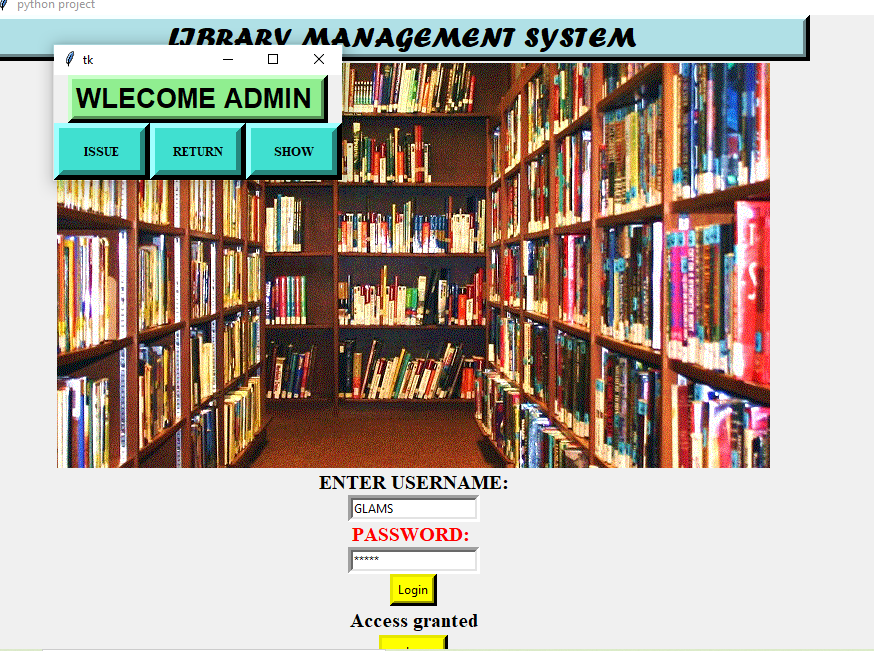 python project
LIBRARY MANAGEMENT SYSTEM
tk
WLECOME ADMIN
ISSUE RETURN SHOW
ENTER USERNAME:
GLAMS
PASSWORD:
*****
Login
Access granted